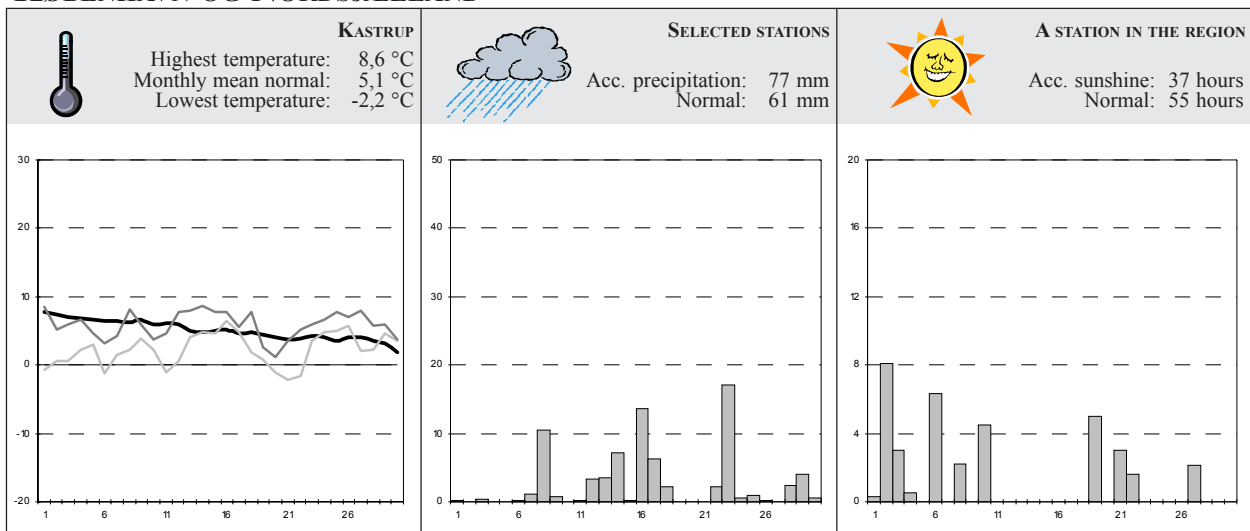 KØBENHAVN OG NORDSJÆLLAND
KASTRUP
Highest temperature: 8,6 °C
Monthly mean normal: 5,1 °C
Lowest temperature: -2,2 °C
SELECTED STATIONS
Acc. precipitation: 77 mm
Normal: 61 mm
A STATION IN THE REGION
Acc. sunshine: 37 hours
Normal: 55 hours
30
20
10
0
-10
-20
1 6 11 16 21 26
50
40
30
20
10
0
1 6 11 16 21 26
20
16
12
8
4
0
1 6 11 16 21 26